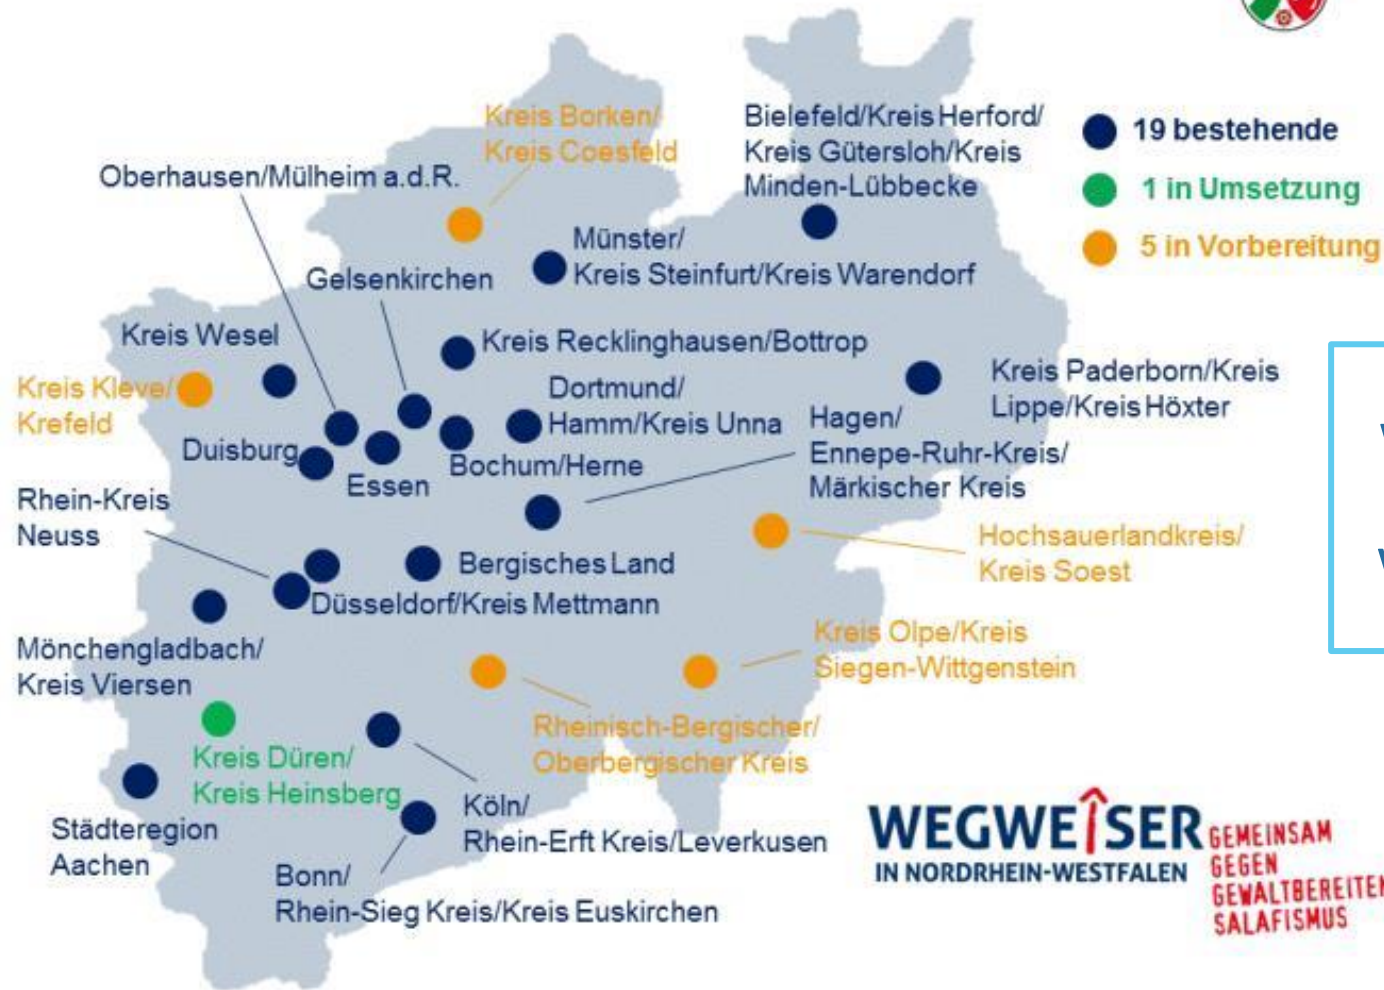 Kreis Borken/
Kreis Coesfeld
Bielefeld/Kreis Herford/
Kreis Gütersloh/Kreis
Minden-Lübbecke
19 bestehende
1 in Umsetzung
5 in Vorbereitung
Oberhausen/Mülheim a.d.R.
Münster/
Kreis Steinfurt/Kreis Warendorf
Gelsenkirchen
Kreis Wesel
Kreis Recklinghausen/Bottrop
Kreis Kleve/
Krefeld
Dortmund/
Hamm/Kreis Unna
Kreis Paderborn/Kreis
Lippe/Kreis Höxter
Hagen/
Ennepe-Ruhr-Kreis/
Märkischer Kreis
Duisburg
Essen
Bochum/Herne
Rhein-Kreis
Neuss
Hochsauerlandkreis/
Kreis Soest
Bergisches Land
Düsseldorf/Kreis Mettmann
Mönchengladbach/
Kreis Viersen
Kreis Olpe/Kreis
Siegen-Wittgenstein
Rheinisch-Bergischer/
Oberbergischer Kreis
Kreis Düren/
Kreis Heinsberg
Köln/
Rhein-Erft Kreis/Leverkusen
Städteregion
Aachen
Bonn/
Rhein-Sieg Kreis/Kreis Euskirchen
WEGWEISER
IN NORDRHEIN-WESTFALEN
GEMEINSAM
GEGEN
GEWALTBEREITEN
SALAFISMUS